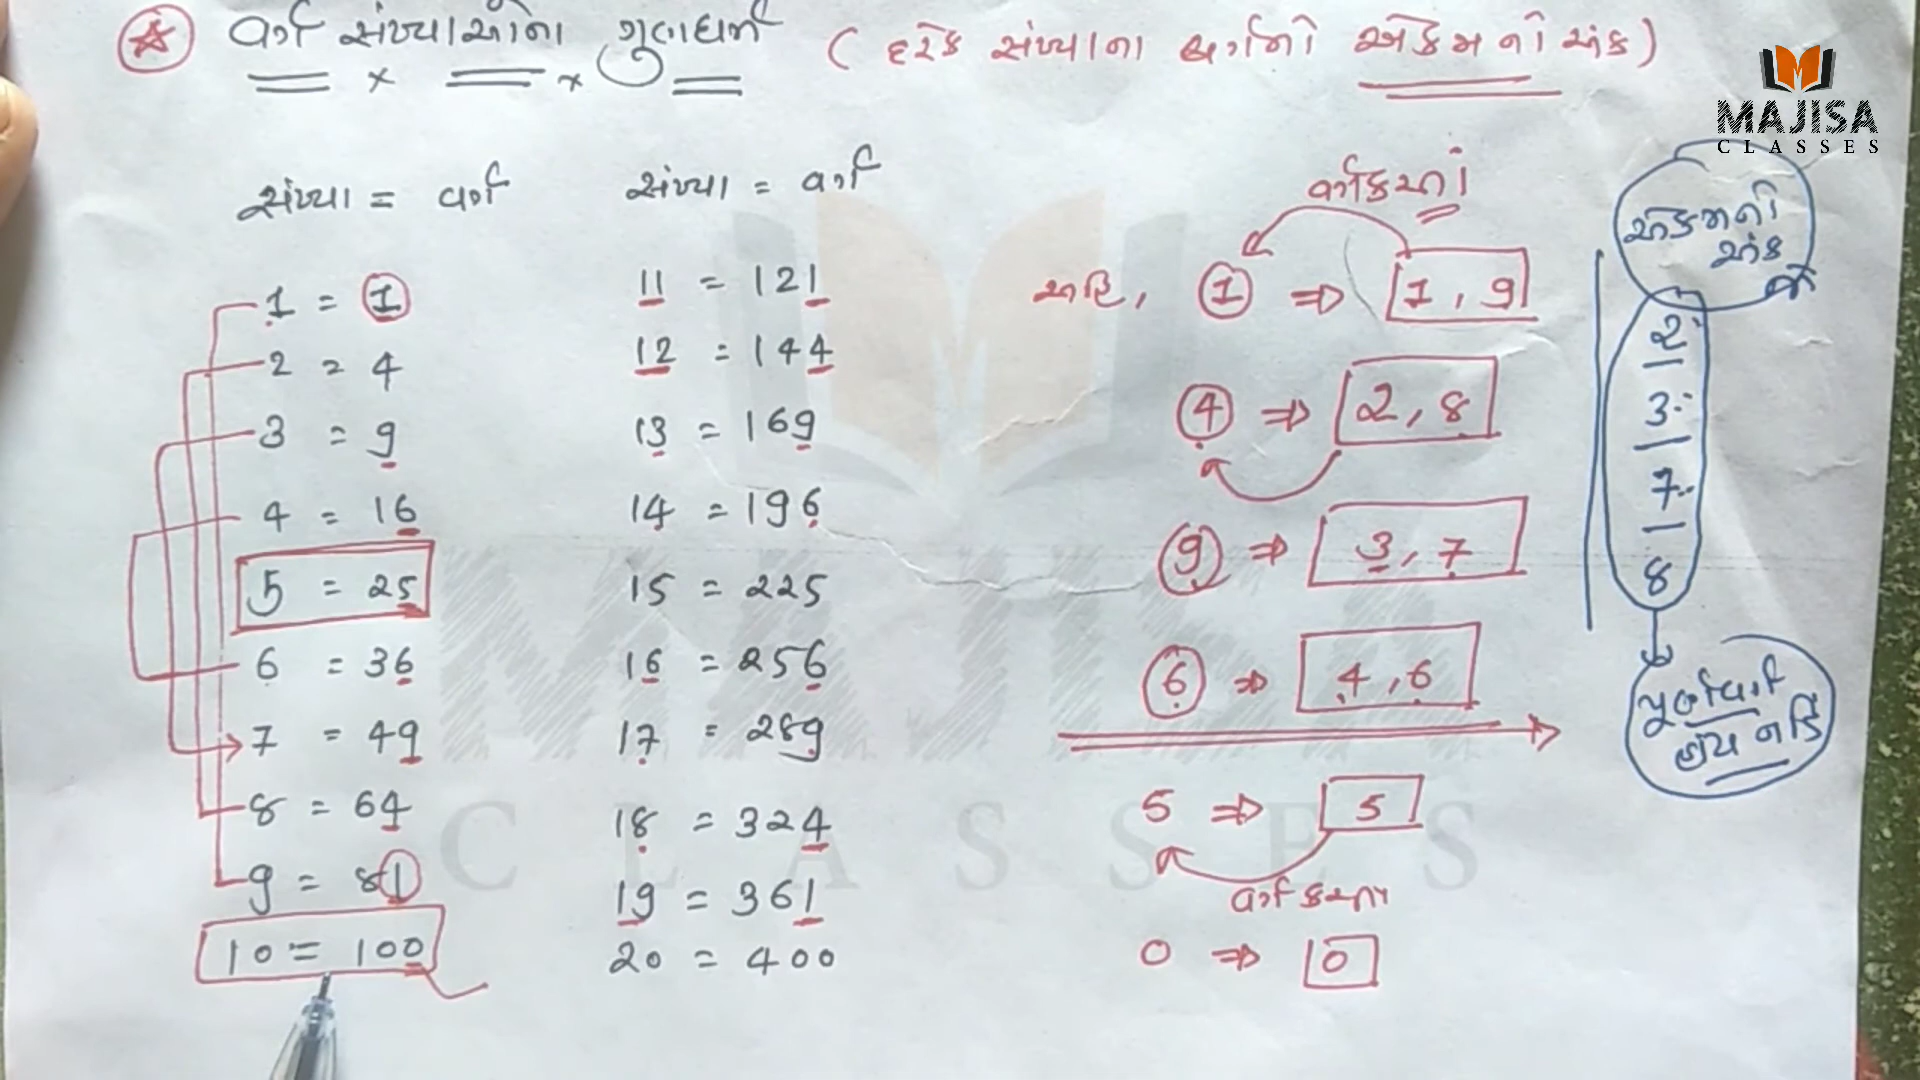 વર્ગ સંખ્યાઓના ગુણધર્મ (દરેક સંખ્યાના વર્ગનો એકમનો અંક)
MAJISA
CLASSES
સંખ્યા = વર્ગ
1 = 1
2 = 4
3 = 9
4 = 16
5 = 25
6 = 36
7 = 49
8 = 64
9 = 81
10 = 100
સંખ્યા = વર્ગ
11 = 121
12 = 144
13 = 169
14 = 196
15 = 225
16 = 256
17 = 289
18 = 324
19 = 361
20 = 400
1 ⇒ 1, 9
4 ⇒ 2, 8
9 ⇒ 3, 7
6 ⇒ 4, 6
5 ⇒ 5
વર્ગ
0 ⇒ 0
એકમનો
અંક
2
3
7
8
પૂર્ણવર્ગ
હોય નહિ
MAJISA
CLASSES